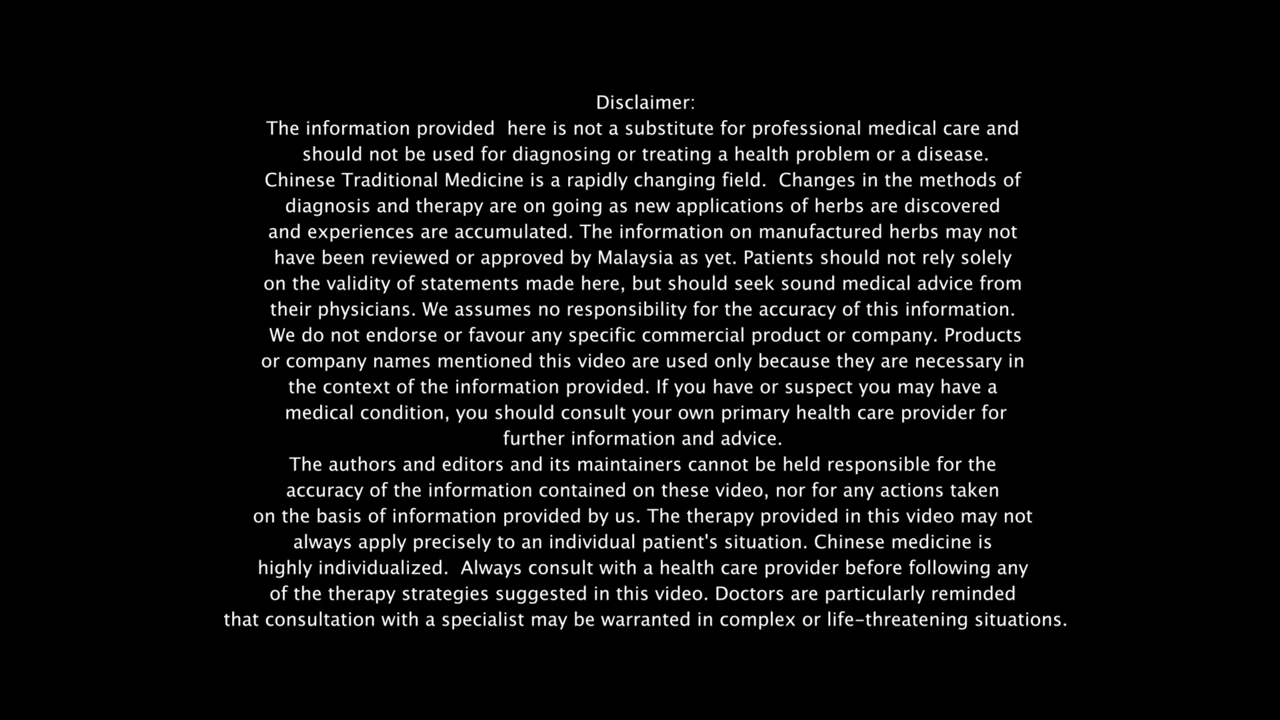 Disclaimer:
The information provided  here is not a substitute for professional medical care and
should not be used for diagnosing or treating a health problem or a disease.
Chinese Traditional Medicine is a rapidly changing field.  Changes in the methods of
diagnosis and therapy are on going as new applications of herbs are discovered
and experiences are accumulated. The information on manufactured herbs may not
have been reviewed or approved by Malaysia as yet. Patients should not rely solely
on the validity of statements made here, but should seek sound medical advice from
their physicians. We assumes no responsibility for the accuracy of this information.
We do not endorse or favour any specific commercial product or company. Products
or company names mentioned this video are used only because they are necessary in
the context of the information provided. If you have or suspect you may have a
medical condition, you should consult your own primary health care provider for
further information and advice.
The authors and editors and its maintainers cannot be held responsible for the
accuracy of the information contained on these video, nor for any actions taken
on the basis of information provided by us. The therapy provided in this video may not
always apply precisely to an individual patient's situation. Chinese medicine is
highly individualized.  Always consult with a health care provider before following any
of the therapy strategies suggested in this video. Doctors are particularly reminded
that consultation with a specialist may be warranted in complex or life-threatening situations.